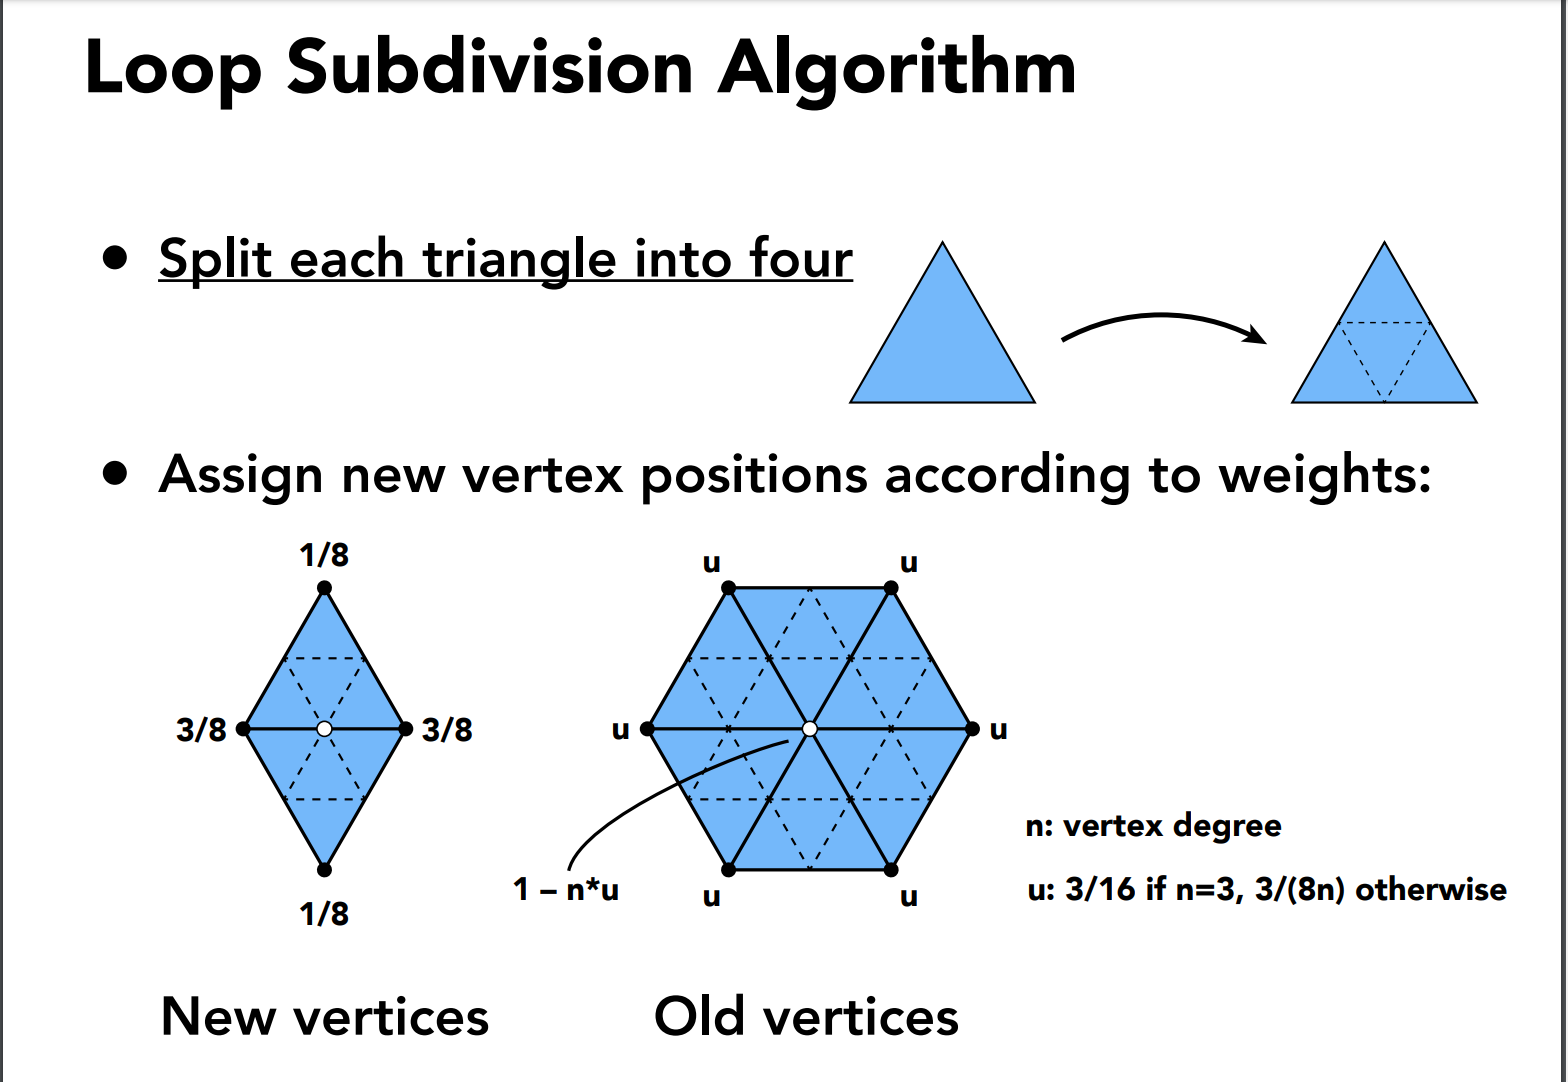 Loop Subdivision Algorithm
• Split each triangle into four
• Assign new vertex positions according to weights:
1/8
3/8
3/8
1/8
u
u
u
u
u
u
1 – n*u
n: vertex degree
u: 3/16 if n=3, 3/(8n) otherwise
New vertices
Old vertices